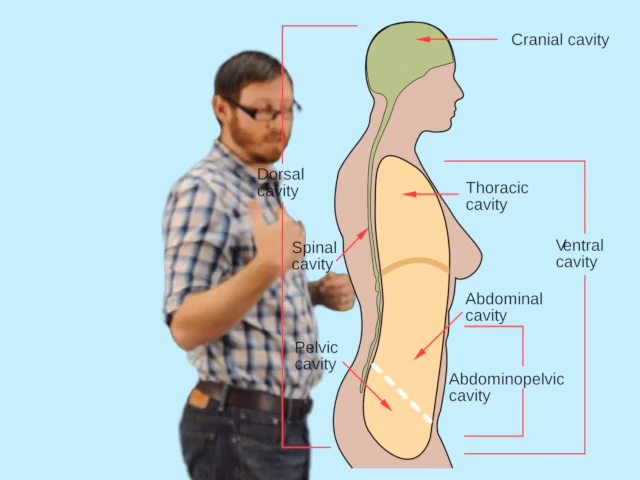 Cranial cavity
Dorsal
cavity
Thoracic
cavity
Ventral
cavity
Spinal
cavity
Abdominal
cavity
Pelvic
cavity
Abdominopelvic
cavity